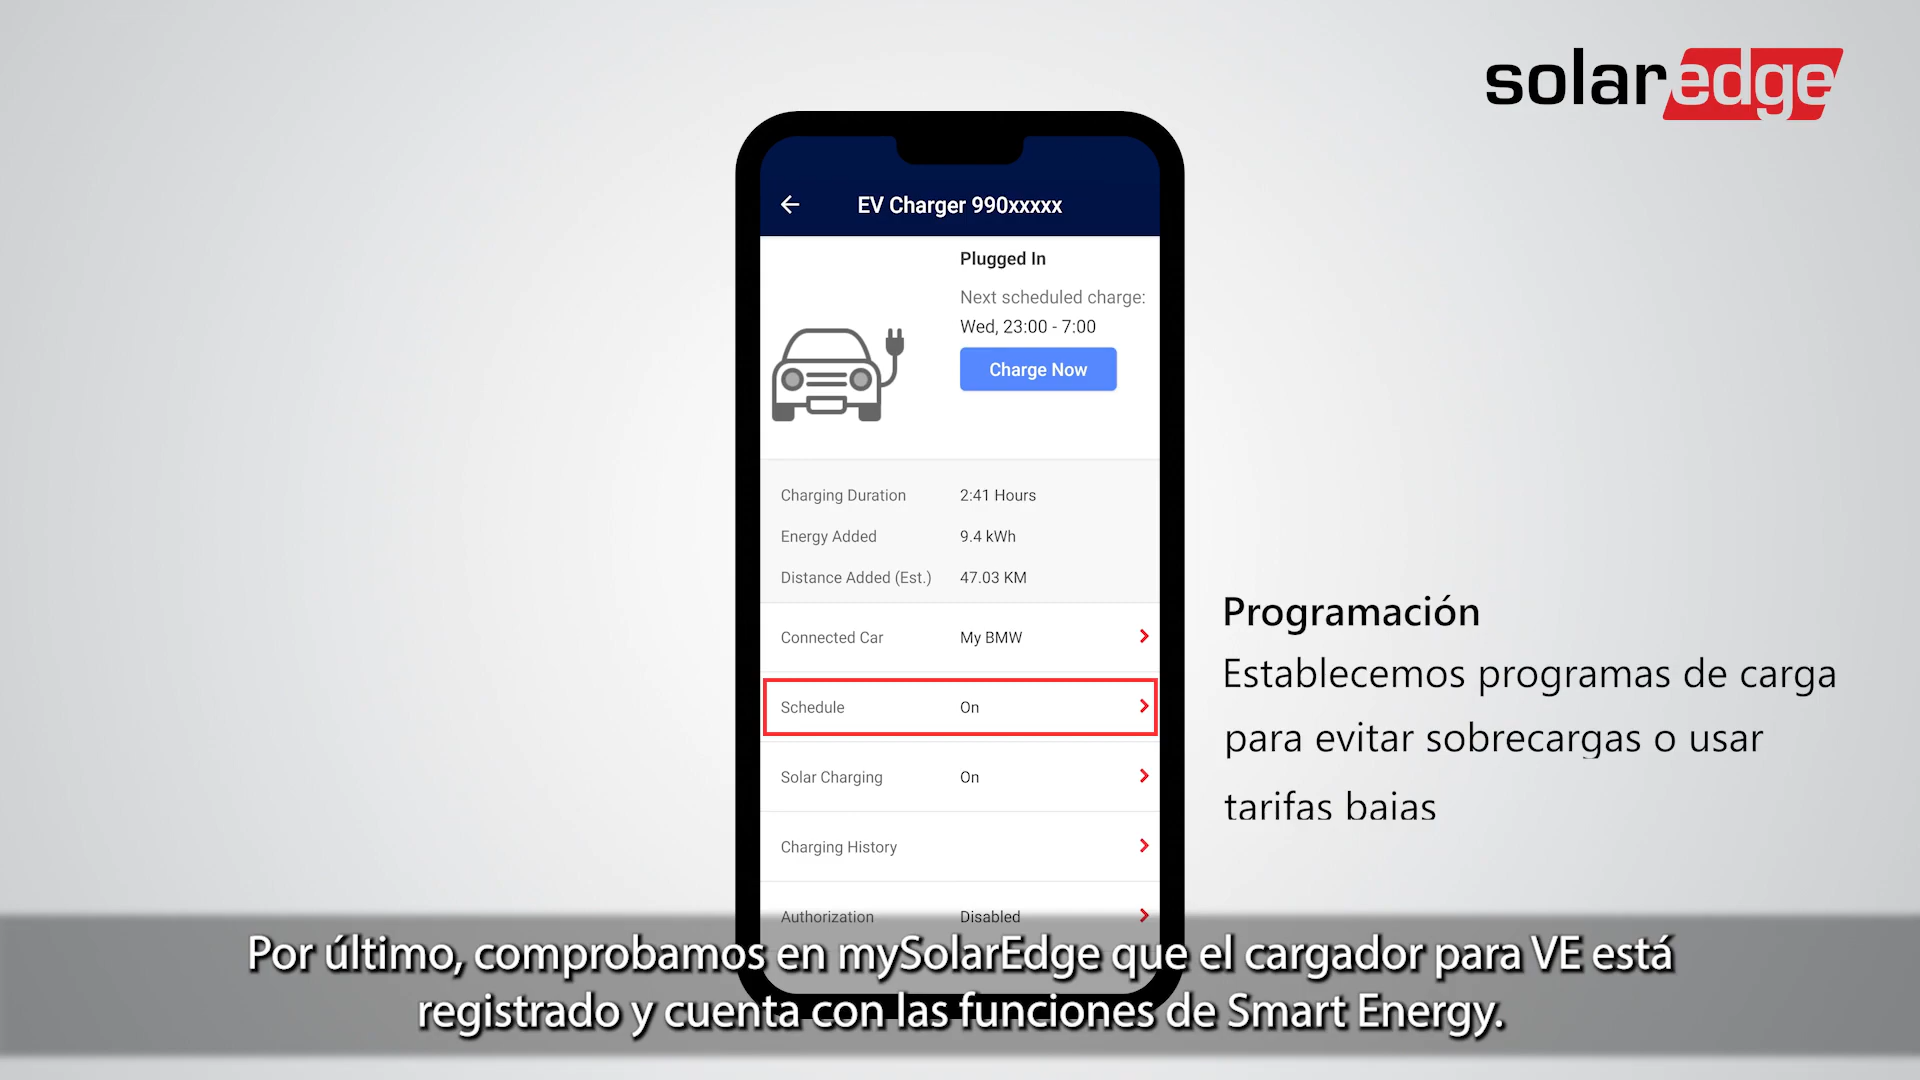 solaredge
EV Charger 990xxxxx
Plugged In
Next scheduled charge:
Wed, 23:00 - 7:00
Charge Now
Charging Duration 2:41 Hours
Energy Added 9.4 kWh
Distance Added (Est.) 47.03 KM
Connected Car My BMW
Schedule On
Solar Charging On
Charging History
Authorization Disabled
Programación
Establecemos programas de carga
para evitar sobrecargas o usar
tarifas bajas
Por último, comprobamos en mySolarEdge que el cargador para VE está
registrado y cuenta con las funciones de Smart Energy.